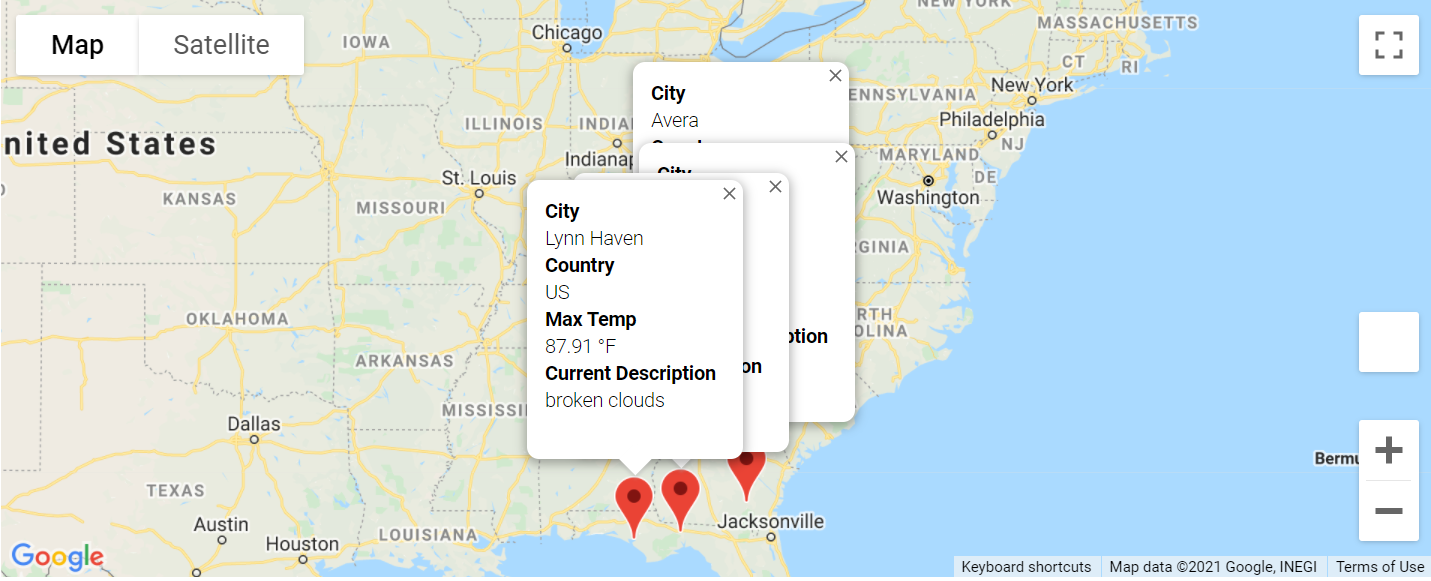 Map
Satellite
NEW YORK
MASSACHUSETTS
CT
RI
IOWA
Chicago
ENNSYLVANIA
New York
Philadelphia
NJ
ILLINOIS
INDIA
Indianap
nited States
MARYLAND
DE
Washington
St. Louis
KANSAS
MISSOURI
GINIA
City
Avera
City
City
Lynn Haven
Country
US
Max Temp
87.91 °F
Current Description
broken clouds
ption
on
OKLAHOMA
RTH
OLINA
ARKANSAS
MISSISSI
Dallas
TEXAS
Austin
Houston
LOUISIANA
Jacksonville
Bermu
Google
Keyboard shortcuts
Map data ©2021 Google, INEGI
Terms of Use